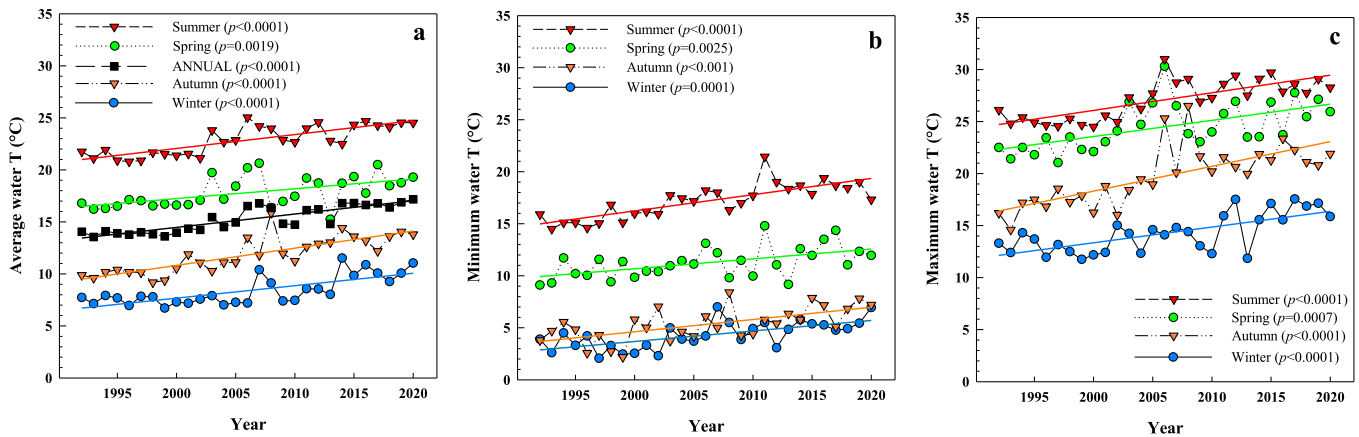 a
Summer (p<0.0001)
Spring (p=0.0019)
ANNUAL (p<0.0001)
Autumn (p<0.0001)
Winter (p<0.0001)
Average water T (°C)
35
30
25
20
15
10
5
0
1995
2000
2005
2010
2015
2020
Year
b
Summer (p<0.0001)
Spring (p=0.0025)
Autumn (p<0.001)
Winter (p=0.0001)
Minimum water T (°C)
35
30
25
20
15
10
5
0
1995
2000
2005
2010
2015
2020
Year
c
Maximum water T (°C)
35
30
25
20
15
10
5
0
Summer (p<0.0001)
Spring (p=0.0007)
Autumn (p<0.0001)
Winter (p<0.0001)
1995
2000
2005
2010
2015
2020
Year